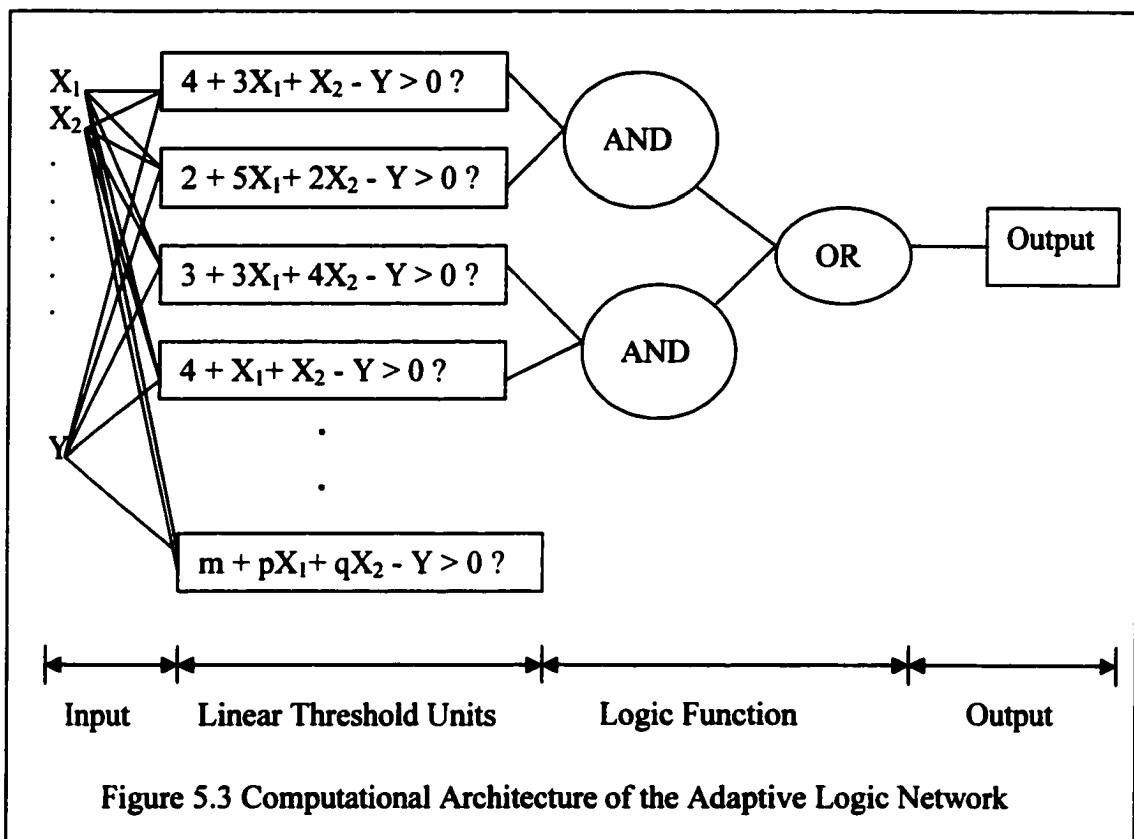 X₁
X₂
.
.
.
.
.
Y
4 + 3X₁+ X₂ - Y > 0 ?
2 + 5X₁+ 2X₂ - Y > 0 ?
3 + 3X₁+ 4X₂ - Y > 0 ?
4 + X₁+ X₂ - Y > 0 ?
.
.
m + pX₁+ qX₂ - Y > 0 ?
AND
AND
OR
Output
Input
Linear Threshold Units
Logic Function
Output
Figure 5.3 Computational Architecture of the Adaptive Logic Network